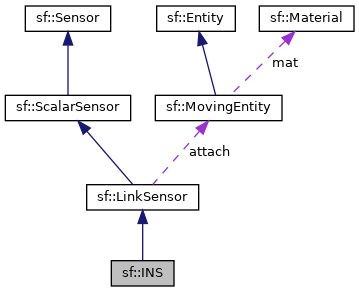 sf::Sensor
sf::Entity
sf::Material
mat
sf::ScalarSensor
sf::MovingEntity
attach
sf::LinkSensor
sf::INS